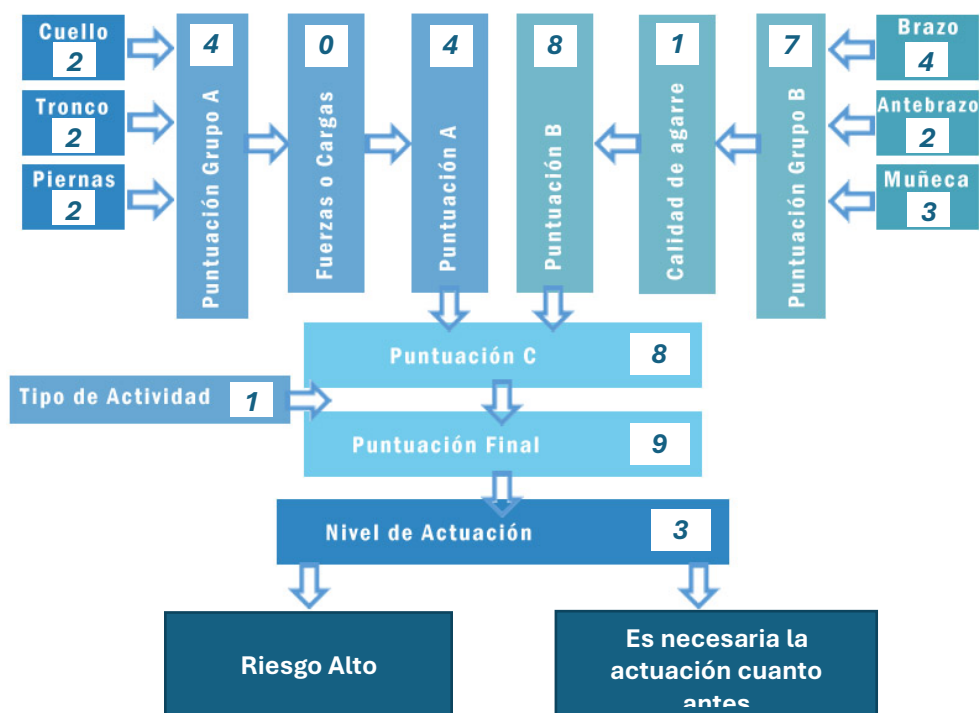 Cuello
2
Tronco
2
Piernas
2
4
Puntuación Grupo A
0
Fuerzas o Cargas
4
Puntuación A
8
Puntuación B
1
Calidad de agarre
7
Puntuación Grupo B
Brazo
4
Antebrazo
2
Muñeca
3
Puntuación C
8
Tipo de Actividad
1
Puntuación Final
9
Nivel de Actuación
3
Riesgo Alto
Es necesaria la
actuación cuanto
antes